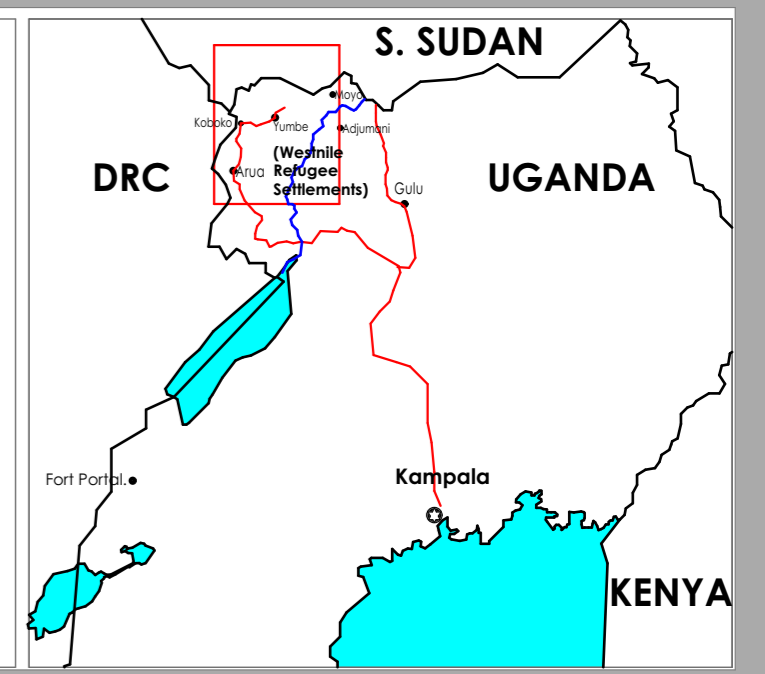 S. SUDAN
Moyo
Koboko
Yumbe
Adjumani
(Westnile
Refugee
Settlements)
Arua
DRC
UGANDA
Gulu
Kampala
Fort Portal.
KENYA